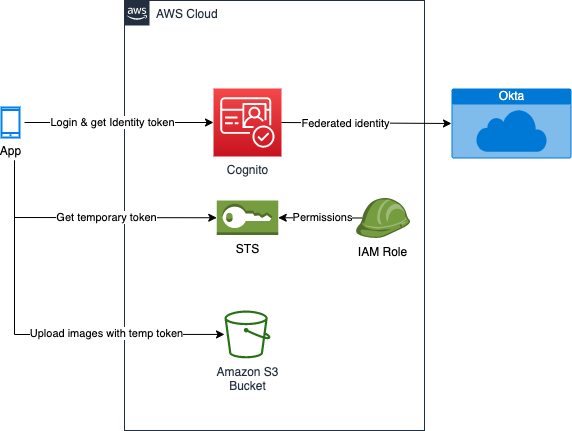 aws
AWS Cloud
Okta
Login & get Identity token
Federated identity
App
Cognito
Get temporary token
Permissions
STS
IAM Role
Upload images with temp token
Amazon S3
Bucket